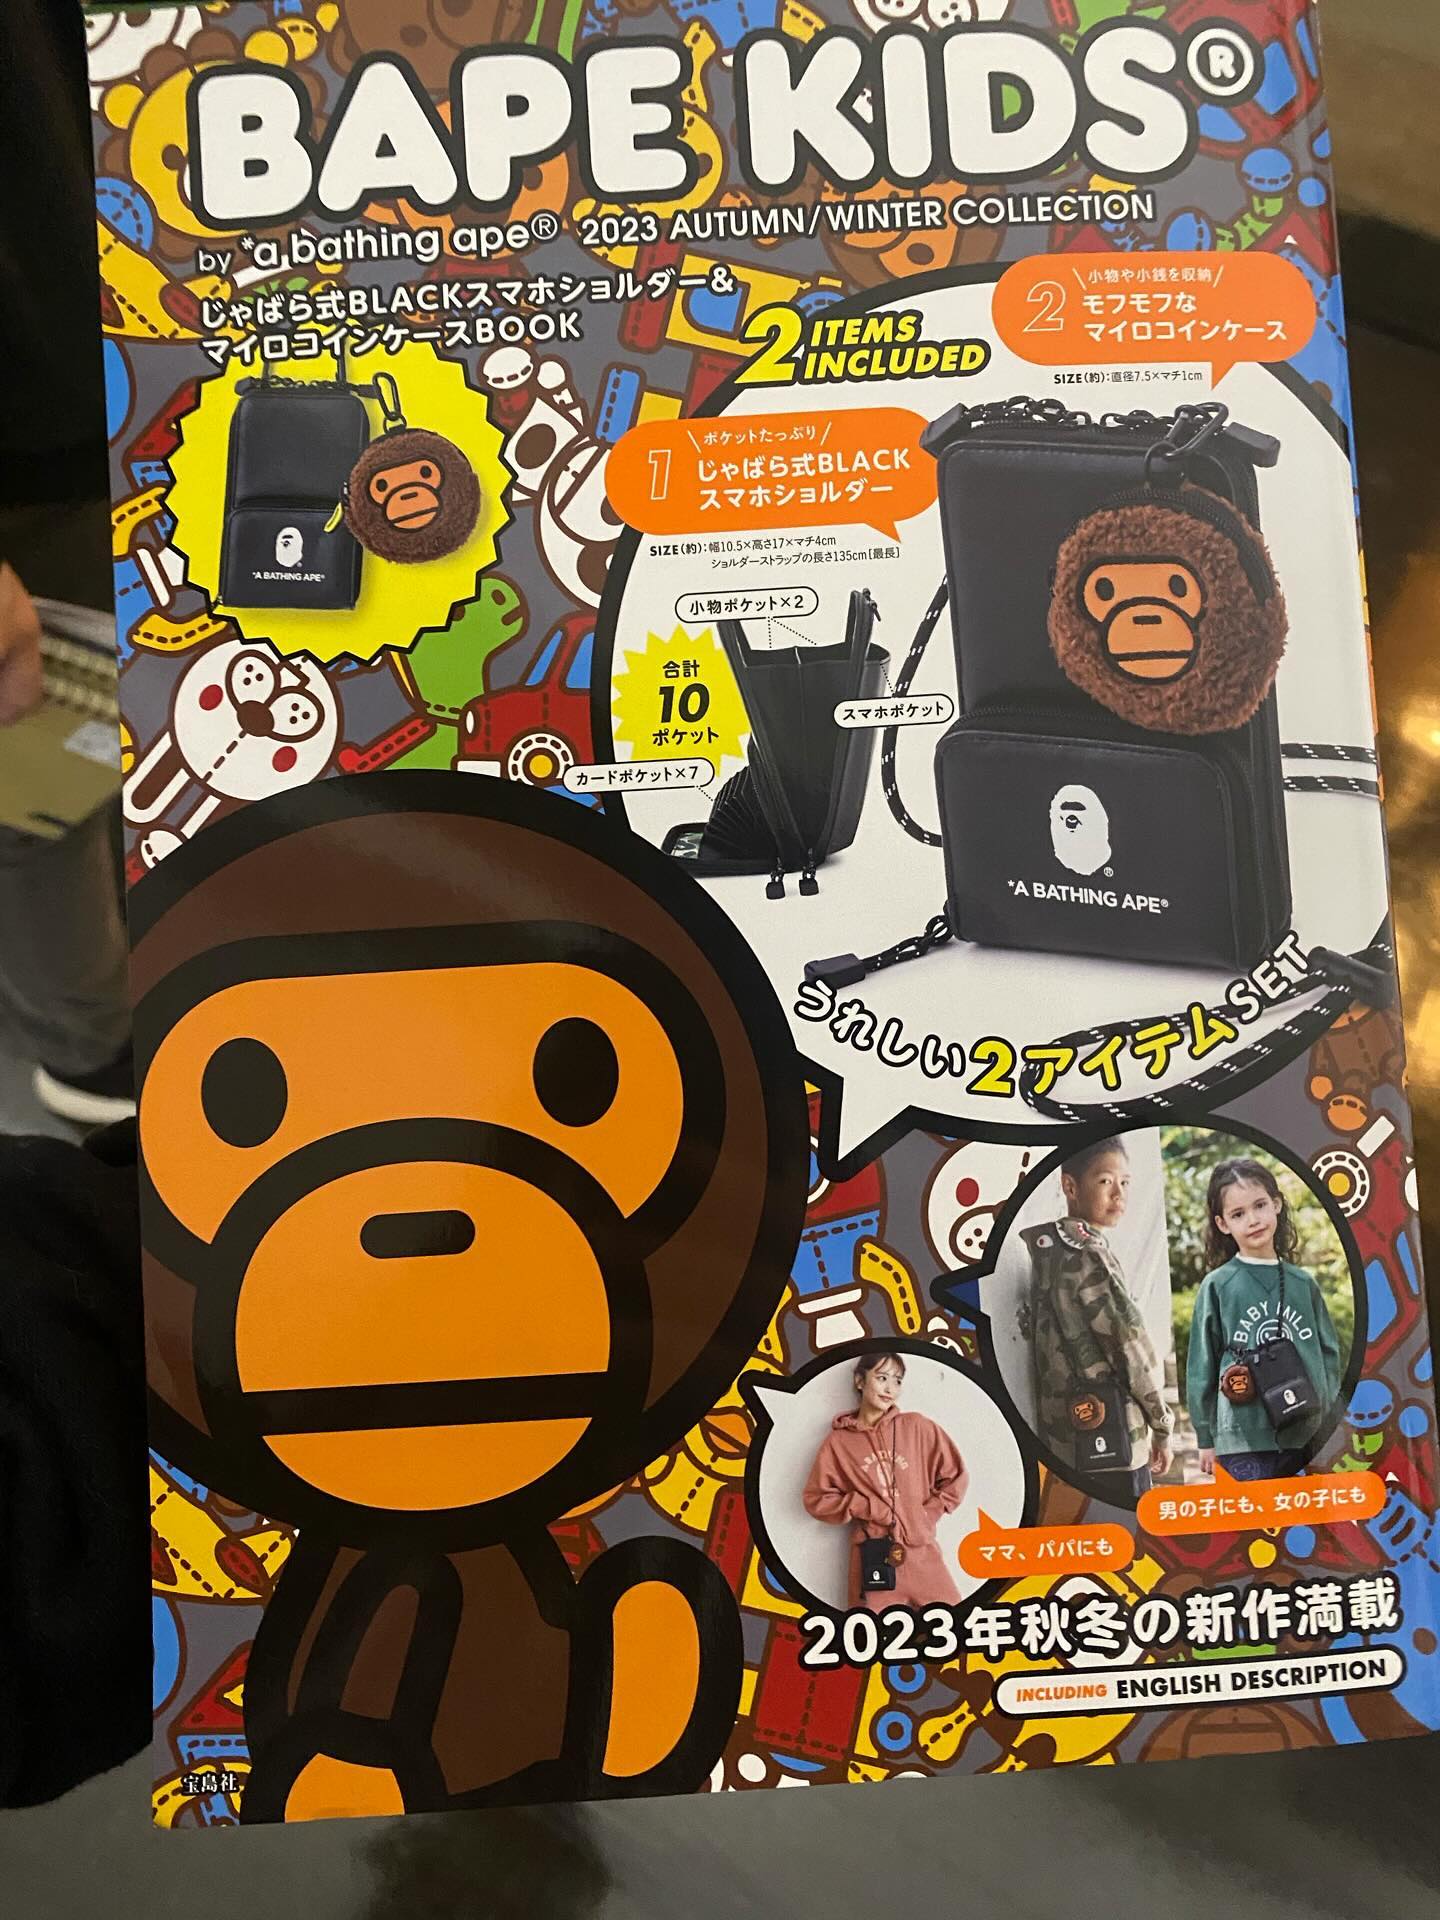 BAPE KIDS®
by *a bathing ape® 2023 AUTUMN/WINTER COLLECTION
じゃばら式BLACKスマホショルダー&
マイロコインケースBOOK
2 ITEMS INCLUDED
2
小物や小銭を収納
モフモフな
マイロコインケース
SIZE(約):直径7.5×マチ1cm
1
ポケットたっぷり
じゃばら式BLACK
スマホショルダー
SIZE(約):幅10.5×高さ17×マチ4cm
ショルダーストラップの長さ135cm[最長]
小物ポケット×2
合計
10
ポケット
スマホポケット
カードポケット×7
*A BATHING APE®
*A BATHING APE®
うれしい2アイテムSET
BABY MILO
男の子にも、女の子にも
ママ、パパにも
2023年秋冬の新作満載
INCLUDING ENGLISH DESCRIPTION
宝島社